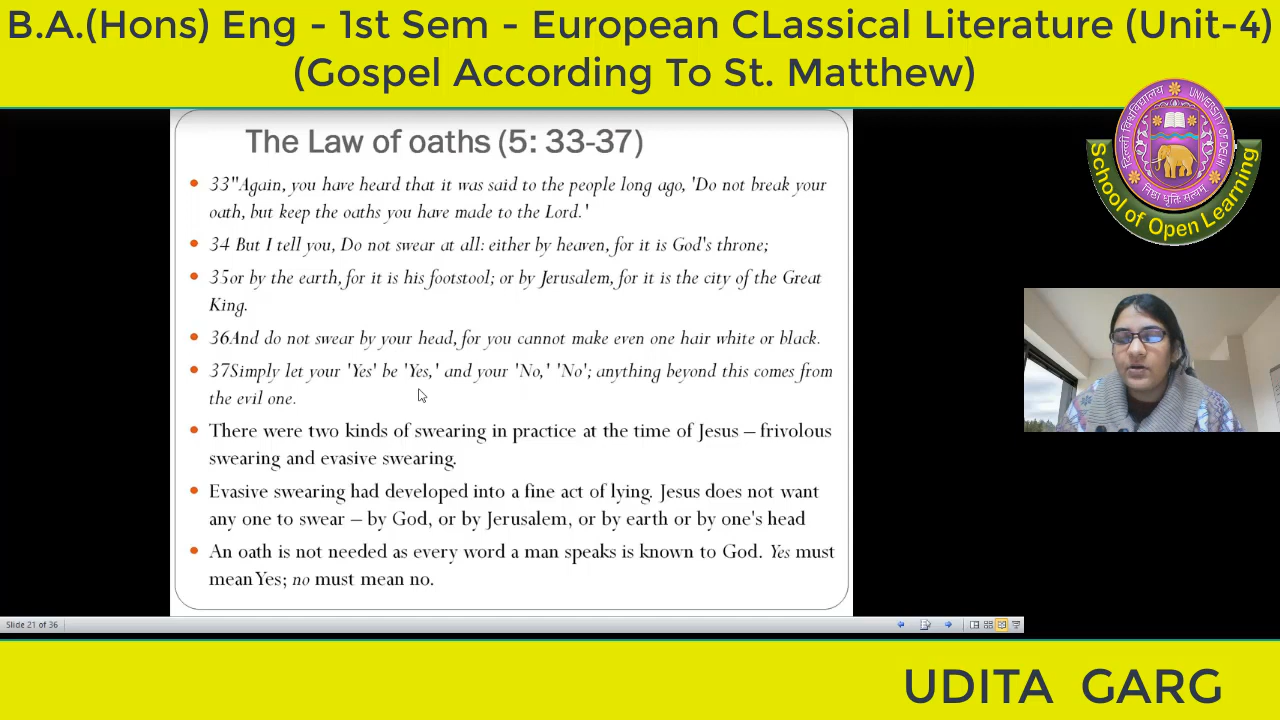 B.A.(Hons) Eng - 1st Sem - European CLassical Literature (Unit-4)
(Gospel According To St. Matthew)
The Law of oaths (5: 33-37)
33"Again, you have heard that it was said to the people long ago, 'Do not break your
oath, but keep the oaths you have made to the Lord.'
34 But I tell you, Do not swear at all: either by heaven, for it is God's throne;
35or by the earth, for it is his footstool; or by Jerusalem, for it is the city of the Great
King.
36And do not swear by your head, for you cannot make even one hair white or black.
37Simply let your 'Yes' be 'Yes,' and your 'No,' 'No'; anything beyond this comes from
the evil one.
There were two kinds of swearing in practice at the time of Jesus – frivolous
swearing and evasive swearing.
Evasive swearing had developed into a fine act of lying. Jesus does not want
any one to swear – by God, or by Jerusalem, or by earth or by one's head
An oath is not needed as every word a man speaks is known to God. Yes must
mean Yes; no must mean no.
दिल्ली विश्वविद्यालय
UNIVERSITY OF DELHI
निष्ठा धृतिः सत्यम्
School of Open Learning
Slide 21 of 36
UDITA GARG